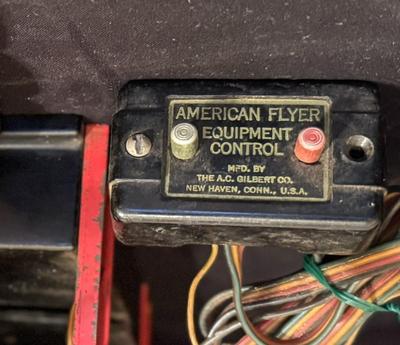 AMERICAN FLYER
EQUIPMENT
CONTROL
MFD. BY
THE A.C. GILBERT CO.
NEW HAVEN, CONN., U.S.A.